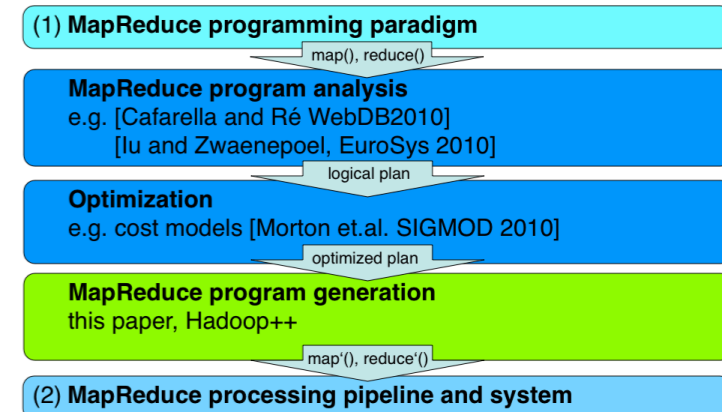 (1) MapReduce programming paradigm
map(), reduce()
MapReduce program analysis
e.g. [Cafarella and Ré WebDB2010]
[Iu and Zwaenepoel, EuroSys 2010]
logical plan
Optimization
e.g. cost models [Morton et.al. SIGMOD 2010]
optimized plan
MapReduce program generation
this paper, Hadoop++
map‘(), reduce‘()
(2) MapReduce processing pipeline and system